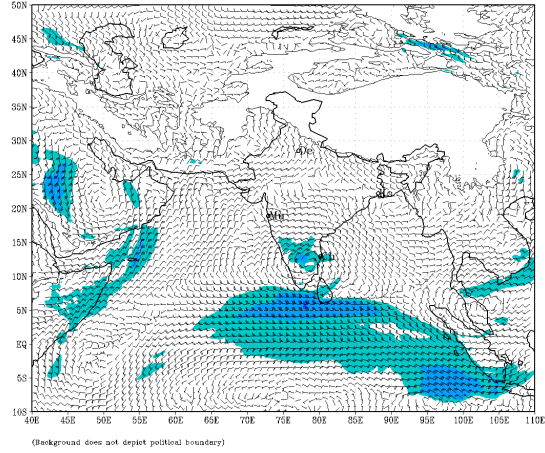 50N
45N
40N
35N
30N
25N
20N
15N
10N
5N
EQ
5S
10S
40E 45E 50E 55E 60E 65E 70E 75E 80E 85E 90E 95E 100E 105E 110E
(Background does not depict political boundary)